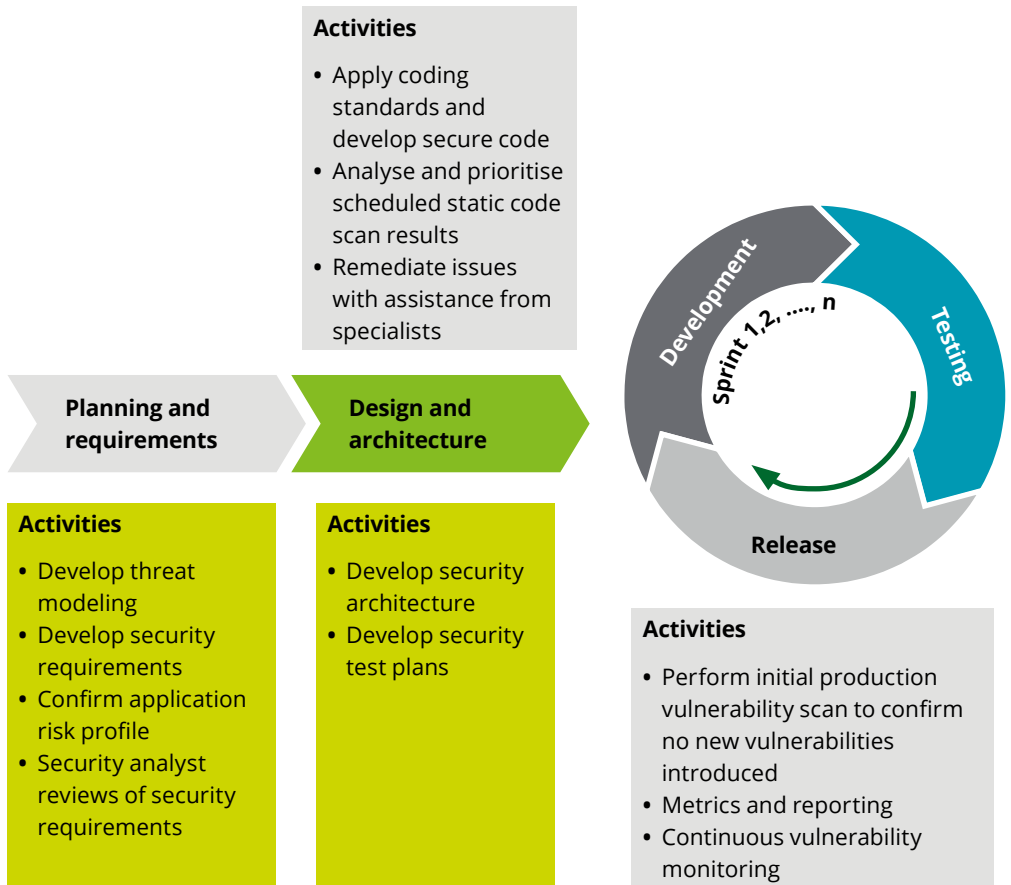 Activities
• Apply coding
standards and
develop secure code
• Analyse and prioritise
scheduled static code
scan results
• Remediate issues
with assistance from
specialists
Development
Testing
Sprint 1,2, ...., n
Release
Planning and
requirements
Design and
architecture
Activities
• Develop threat
modeling
• Develop security
requirements
• Confirm application
risk profile
• Security analyst
reviews of security
requirements
Activities
• Develop security
architecture
• Develop security
test plans
Activities
• Perform initial production
vulnerability scan to confirm
no new vulnerabilities
introduced
• Metrics and reporting
• Continuous vulnerability
monitoring